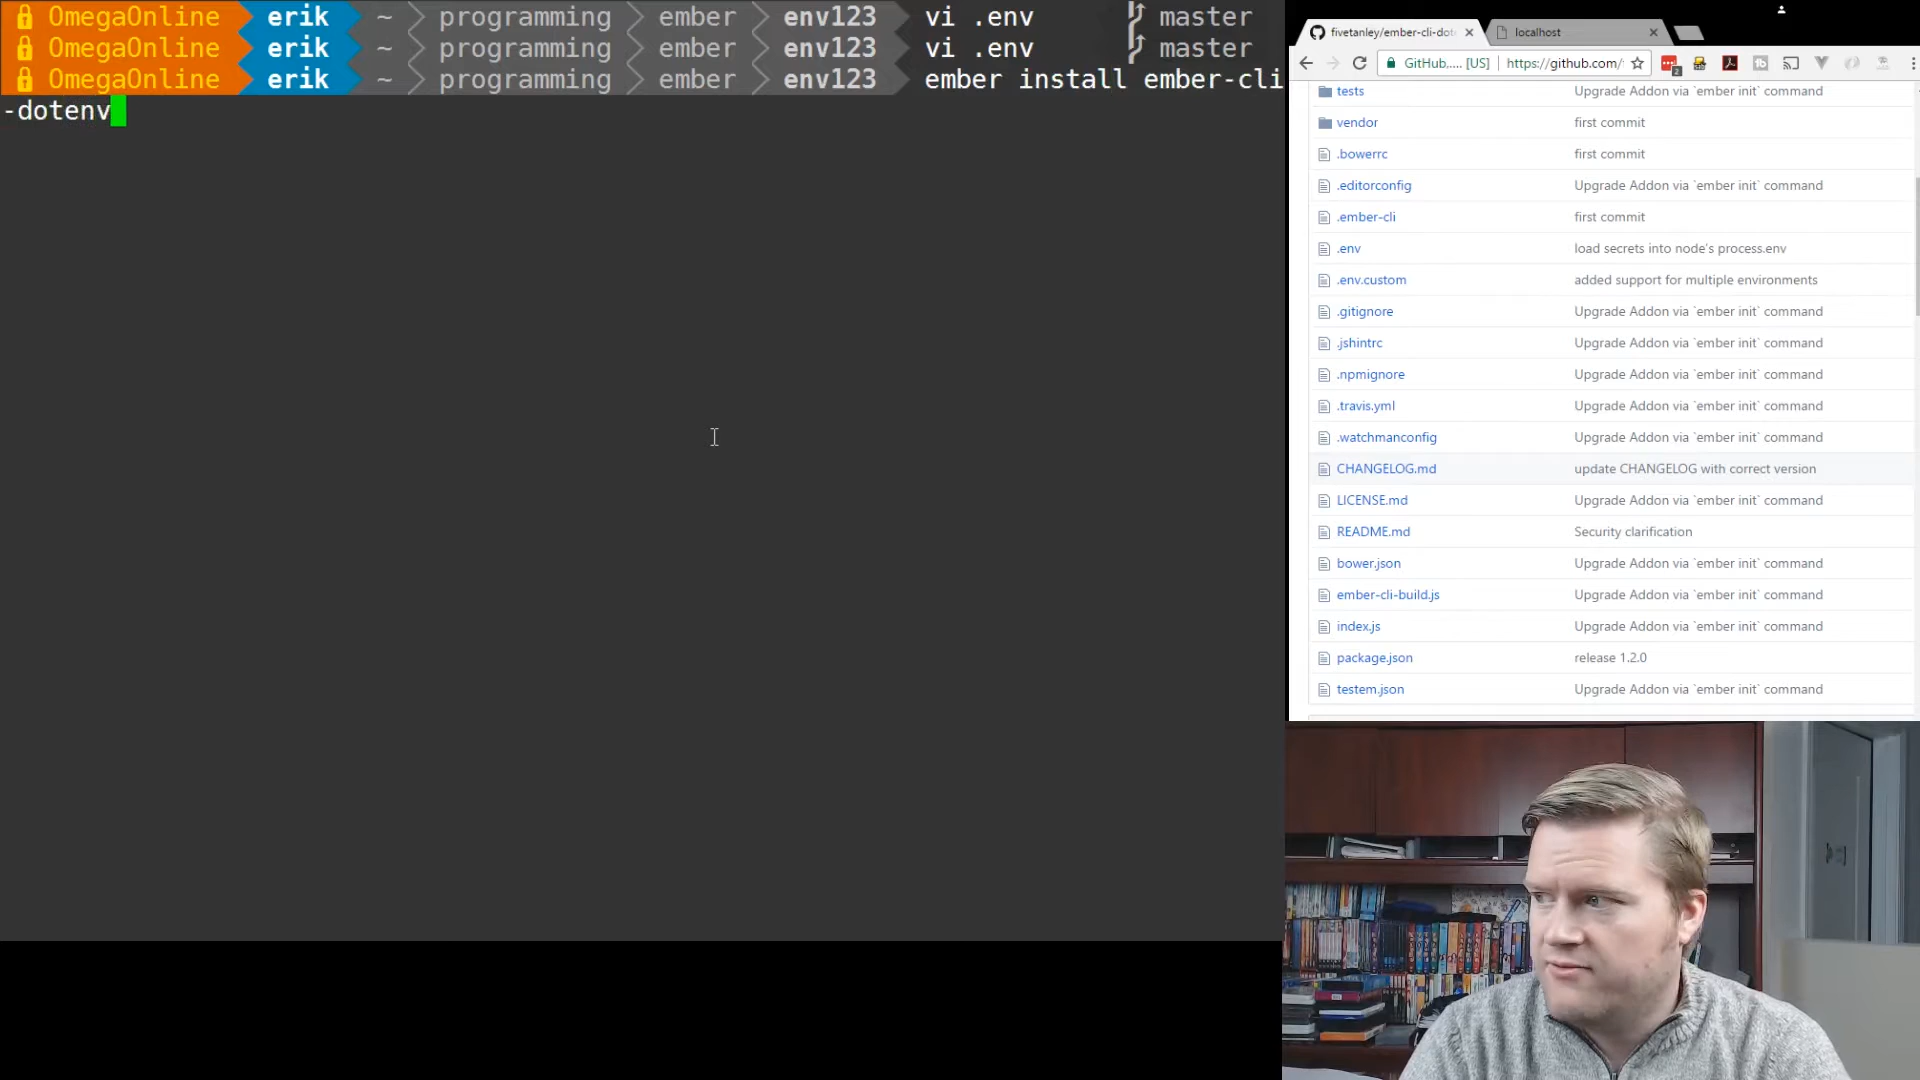 OmegaOnline erik ~ programming ember env123 vi .env master
OmegaOnline erik ~ programming ember env123 vi .env master
OmegaOnline erik ~ programming ember env123 ember install ember-cli
-dotenv
fivetanley/ember-cli-dot
localhost
GitHub,.... [US] https://github.com/
2
tests Upgrade Addon via `ember init` command
vendor first commit
.bowerrc first commit
.editorconfig Upgrade Addon via `ember init` command
.ember-cli first commit
.env load secrets into node's process.env
.env.custom added support for multiple environments
.gitignore Upgrade Addon via `ember init` command
.jshintrc Upgrade Addon via `ember init` command
.npmignore Upgrade Addon via `ember init` command
.travis.yml Upgrade Addon via `ember init` command
.watchmanconfig Upgrade Addon via `ember init` command
CHANGELOG.md update CHANGELOG with correct version
LICENSE.md Upgrade Addon via `ember init` command
README.md Security clarification
bower.json Upgrade Addon via `ember init` command
ember-cli-build.js Upgrade Addon via `ember init` command
index.js Upgrade Addon via `ember init` command
package.json release 1.2.0
testem.json Upgrade Addon via `ember init` command